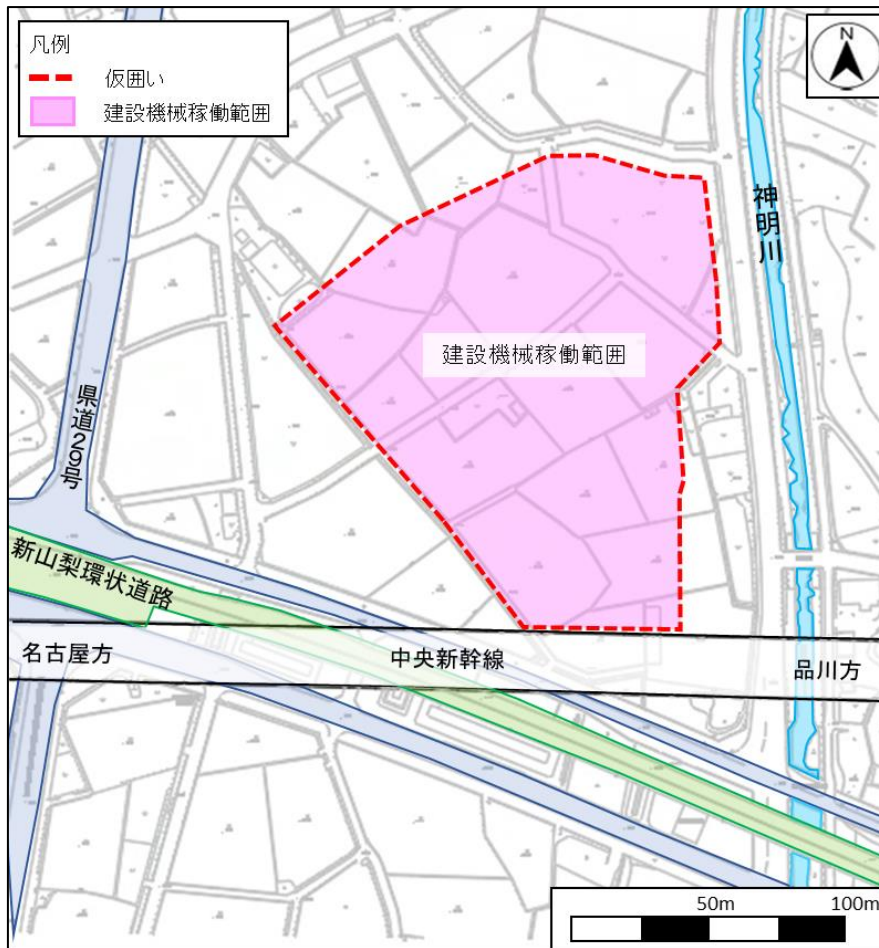 凡例
仮囲い
建設機械稼働範囲
N
神明川
建設機械稼働範囲
県道29号
新山梨環状道路
名古屋方
中央新幹線
品川方
50m
100m